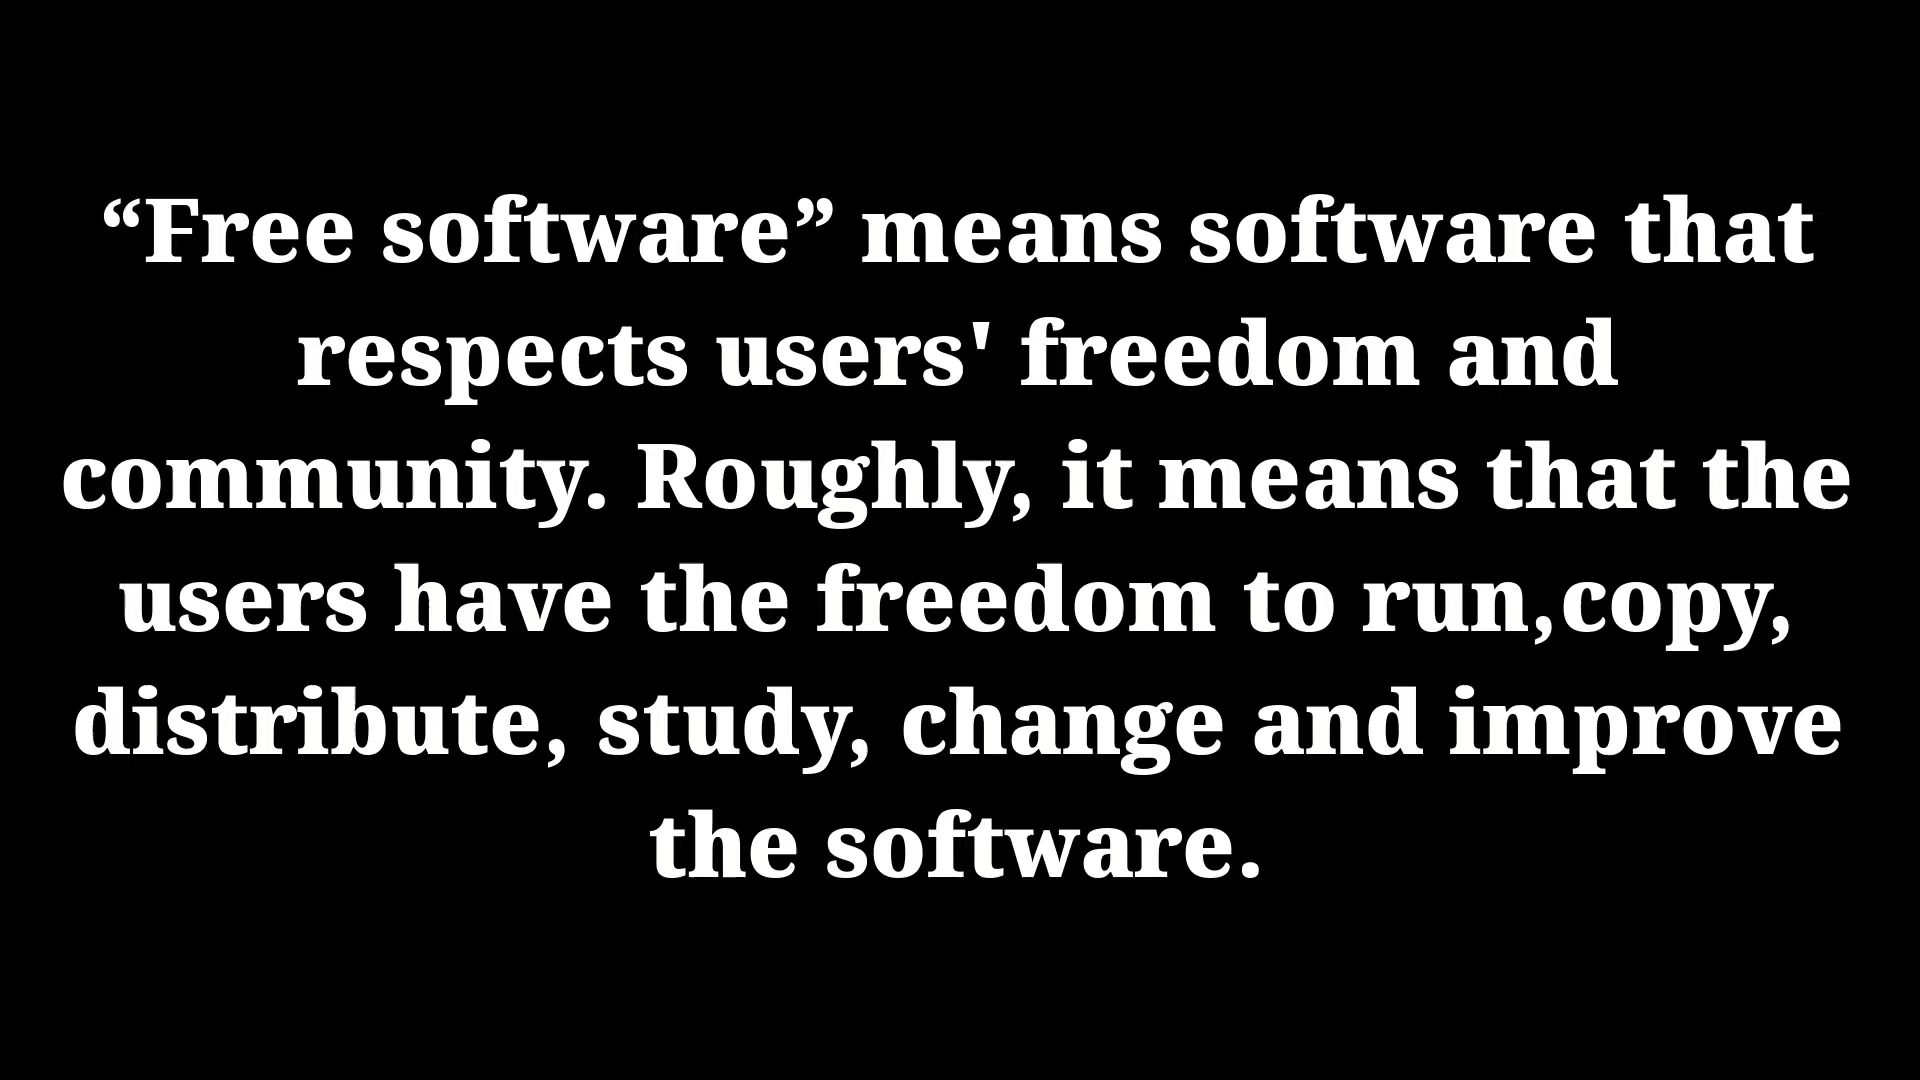 “Free software” means software that
respects users' freedom and
community. Roughly, it means that the
users have the freedom to run,copy,
distribute, study, change and improve
the software.